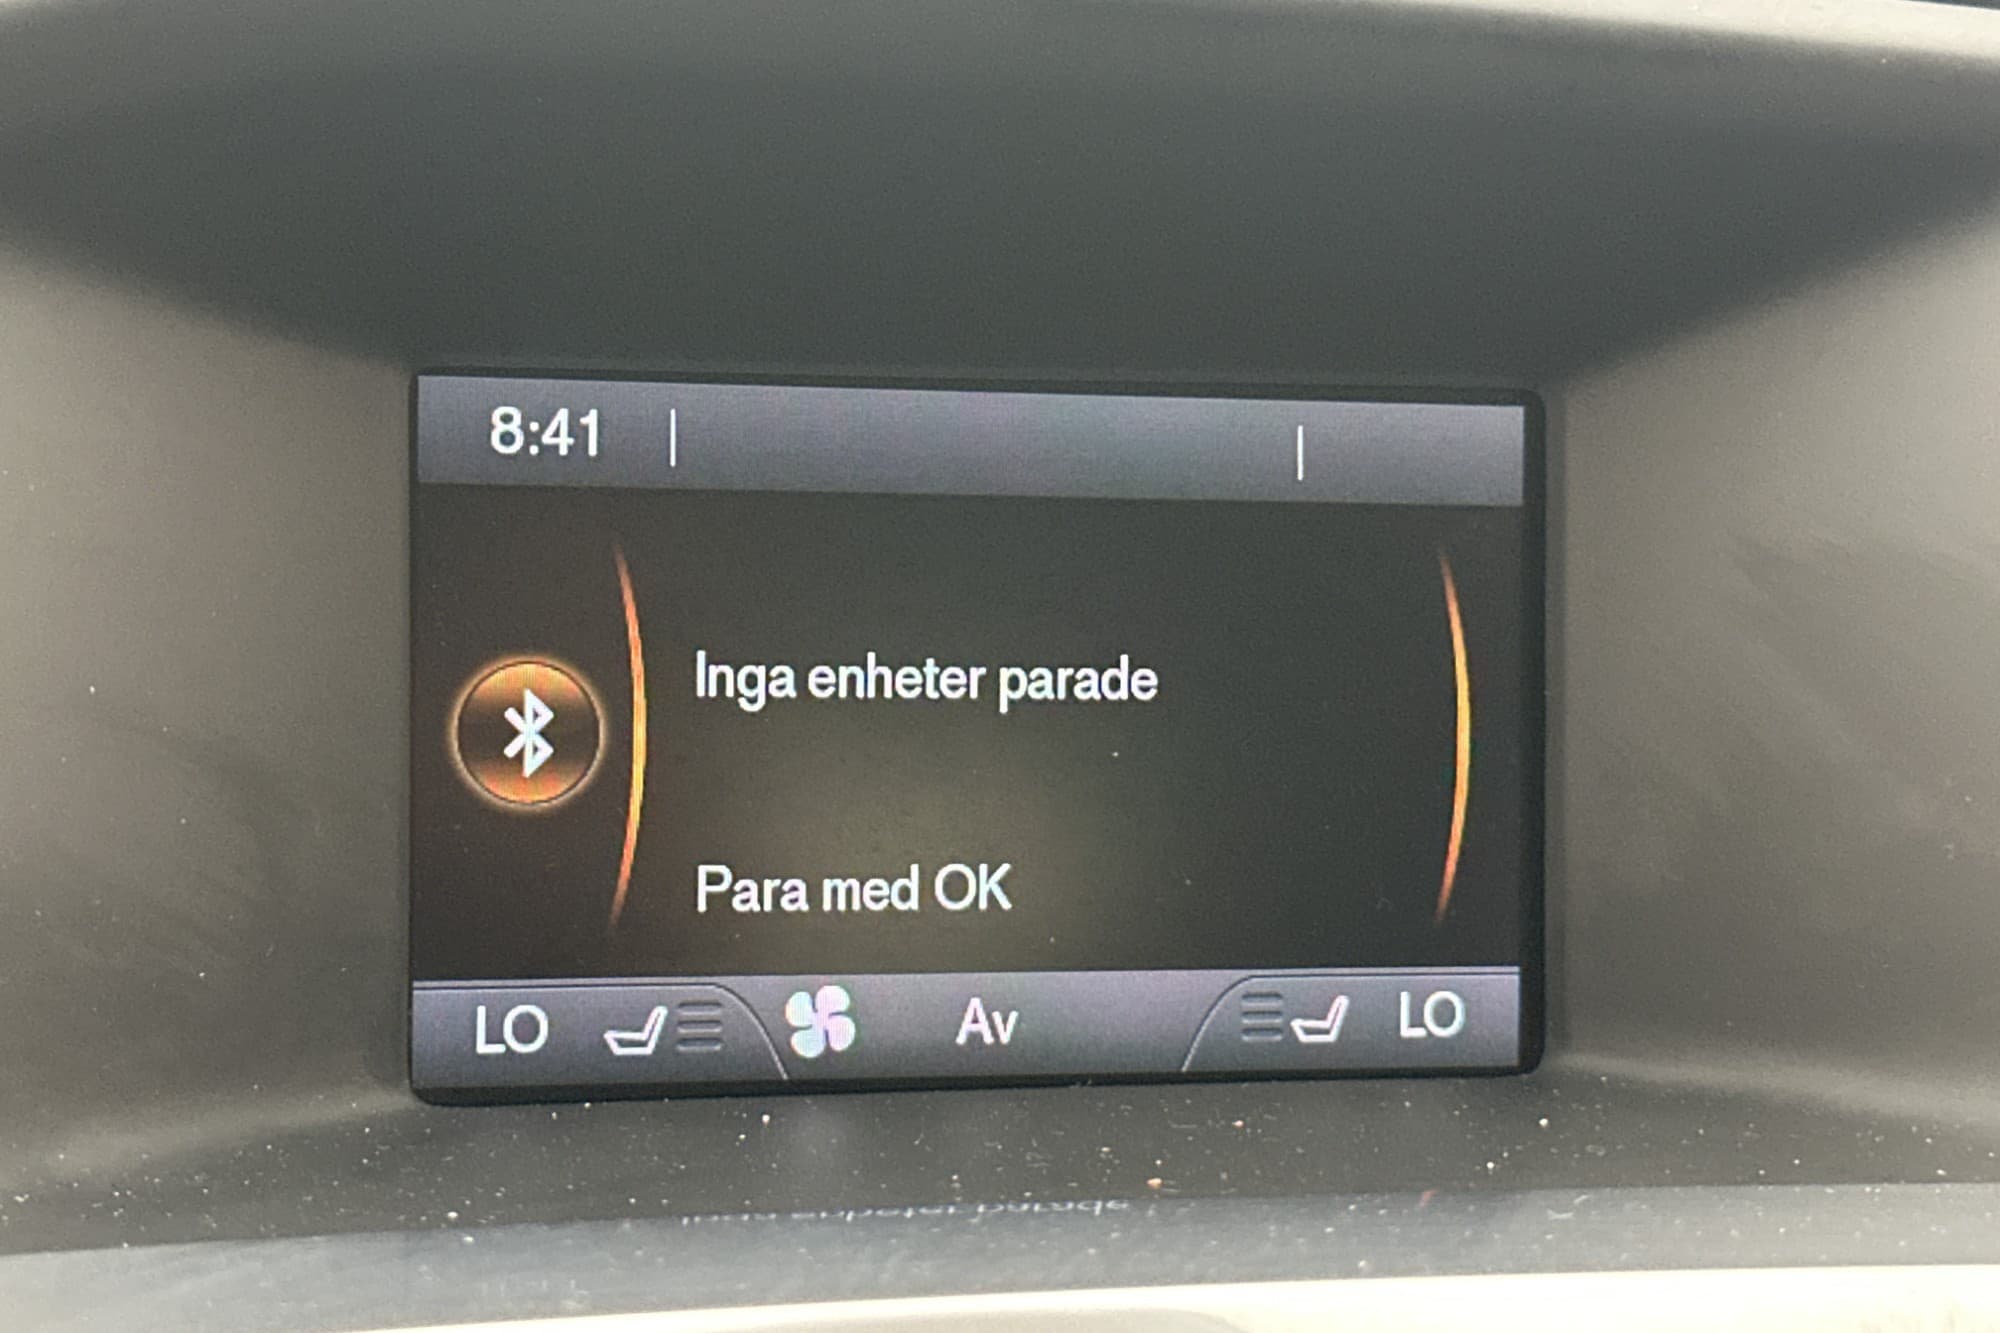 8:41
Inga enheter parade
Para med OK
LO Av LO